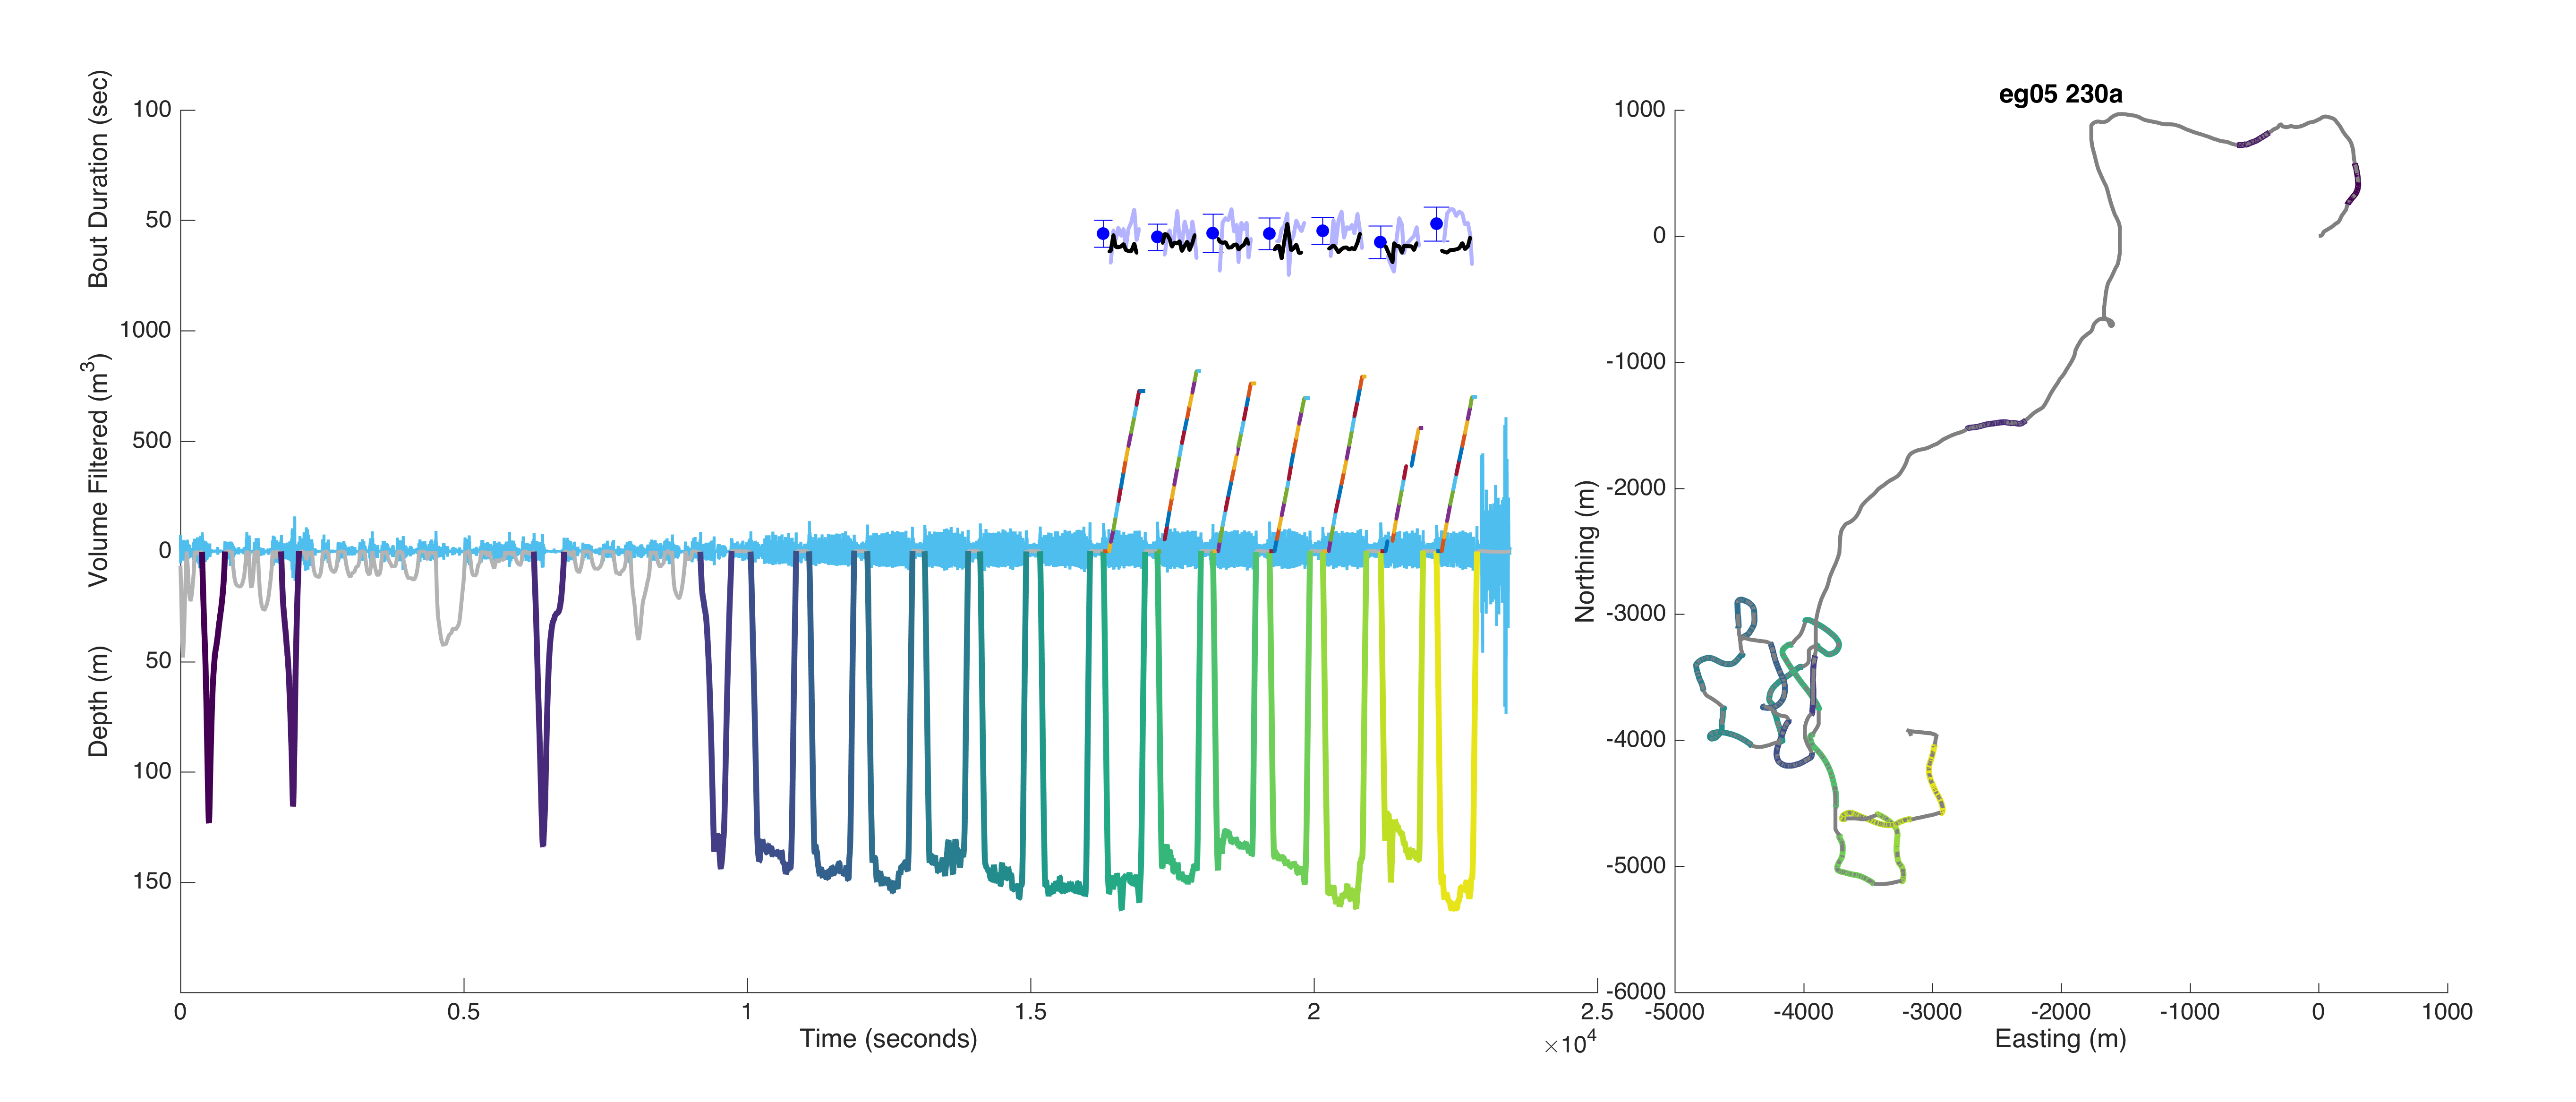 eg05 230a
Bout Duration (sec)
100
50
1000
Volume Filtered (m³)
500
0
Depth (m)
50
100
150
0 0.5 1 1.5 2 2.5
Time (seconds)
×10⁴
Northing (m)
1000
0
-1000
-2000
-3000
-4000
-5000
-6000
-5000 -4000 -3000 -2000 -1000 0 1000
Easting (m)